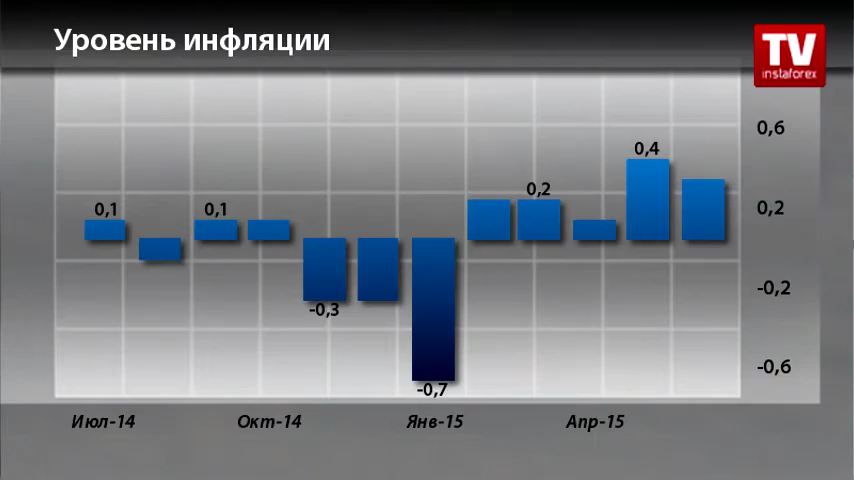 Уровень инфляции
TV
instaforex
0,6
0,4
0,2
0,1
0,1
0,2
-0,2
-0,3
-0,6
-0,7
Июл-14
Окт-14
Янв-15
Апр-15